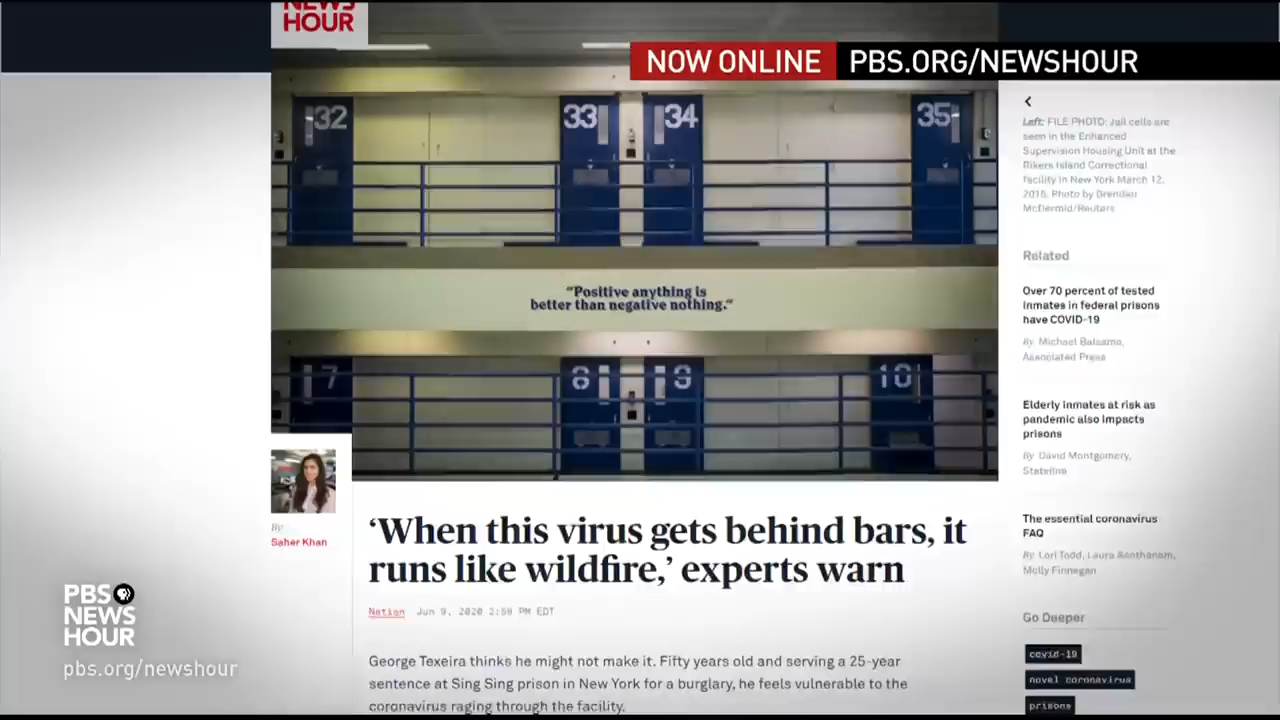 NEWS
HOUR
NOW ONLINE
PBS.ORG/NEWSHOUR
32
33
34
35
"Positive anything is
better than negative nothing."
7
8
9
10
Left: FILE PHOTO: Jail cells are
seen in the Enhanced
Supervision Housing Unit at the
Rikers Island Correctional
facility in New York March 12,
2015. Photo by Brendan
McDermid/Reuters
Related
Over 70 percent of tested
inmates in federal prisons
have COVID-19
By Michael Balsamo,
Associated Press
Elderly inmates at risk as
pandemic also impacts
prisons
By David Montgomery,
Stateline
The essential coronavirus
FAQ
By Lori Todd, Laura Santhanam,
Molly Finnegan
Go Deeper
covid-19
novel coronavirus
prisons
By
Saher Khan
'When this virus gets behind bars, it
runs like wildfire,' experts warn
Nation Jun 9, 2020 2:50 PM EDT
George Texeira thinks he might not make it. Fifty years old and serving a 25-year
sentence at Sing Sing prison in New York for a burglary, he feels vulnerable to the
coronavirus raging through the facility.
PBS
NEWS
HOUR
pbs.org/newshour